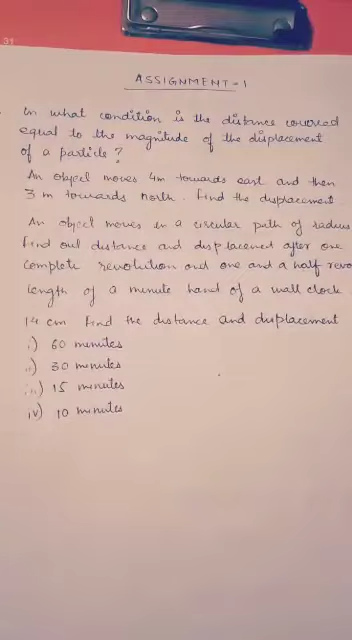 31
ASSIGNMENT - 1
In what condition is the distance covered
equal to the magnitude of the displacement
of a particle?
An object moves 4m towards east and then
3 m towards north. Find the displacement.
An object moves in a circular path of radius
Find out distance and displacement after one
complete revolution and one and a half revo
length of a minute hand of a wall clock
14 cm Find the distance and displacement
i) 60 minutes
ii) 30 minutes
iii) 15 minutes
iv) 10 minutes